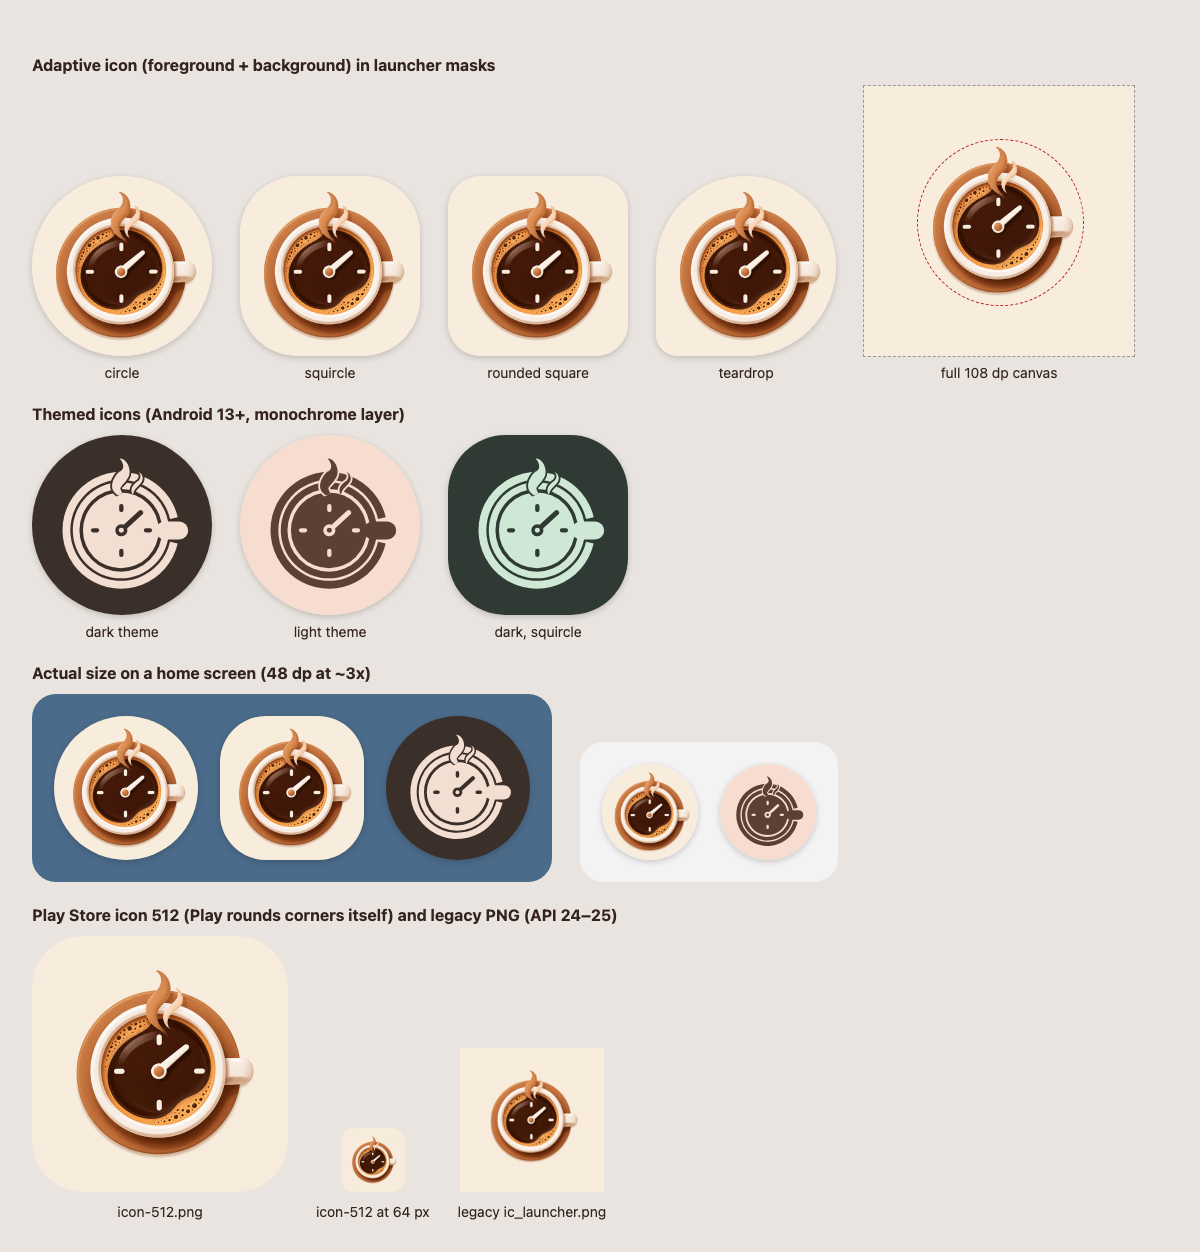 Adaptive icon (foreground + background) in launcher masks
circle
squircle
rounded square
teardrop
full 108 dp canvas
Themed icons (Android 13+, monochrome layer)
dark theme
light theme
dark, squircle
Actual size on a home screen (48 dp at ~3x)
Play Store icon 512 (Play rounds corners itself) and legacy PNG (API 24–25)
icon-512.png
icon-512 at 64 px
legacy ic_launcher.png